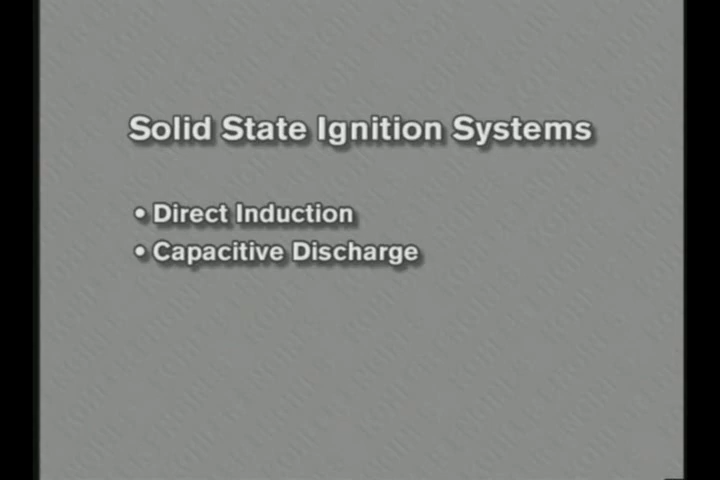 Solid State Ignition Systems
• Direct Induction
• Capacitive Discharge